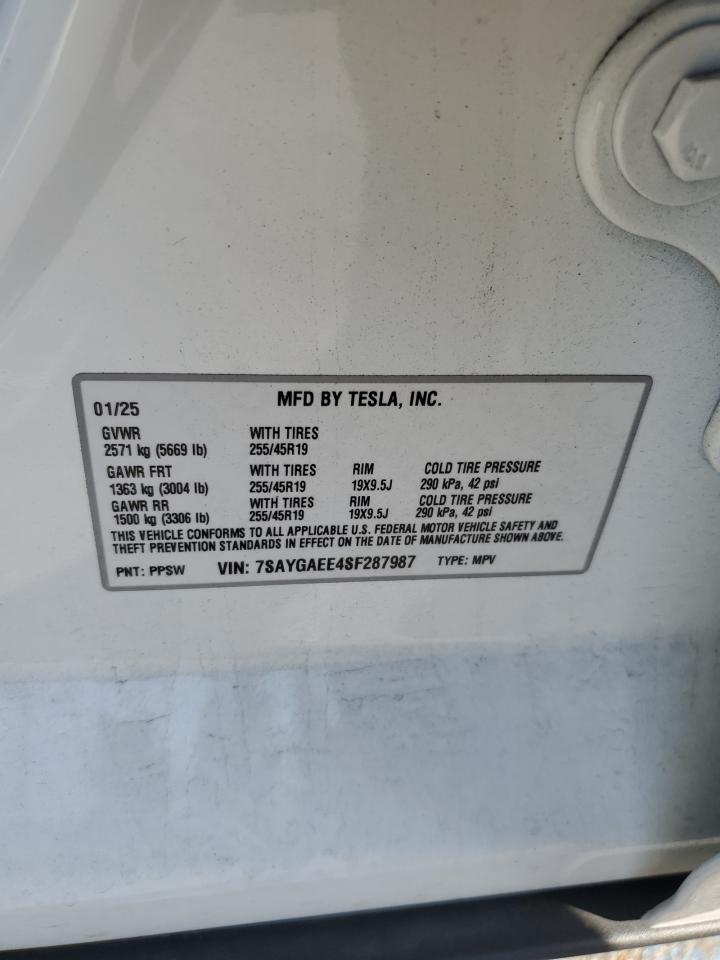 01/25 MFD BY TESLA, INC.
GVWR WITH TIRES
2571 kg (5669 lb) 255/45R19
GAWR FRT WITH TIRES RIM COLD TIRE PRESSURE
1363 kg (3004 lb) 255/45R19 19X9.5J 290 kPa, 42 psi
GAWR RR WITH TIRES RIM COLD TIRE PRESSURE
1500 kg (3306 lb) 255/45R19 19X9.5J 290 kPa, 42 psi
THIS VEHICLE CONFORMS TO ALL APPLICABLE U.S. FEDERAL MOTOR VEHICLE SAFETY AND
THEFT PREVENTION STANDARDS IN EFFECT ON THE DATE OF MANUFACTURE SHOWN ABOVE.
PNT: PPSW VIN: 7SAYGAEE4SF287987 TYPE: MPV